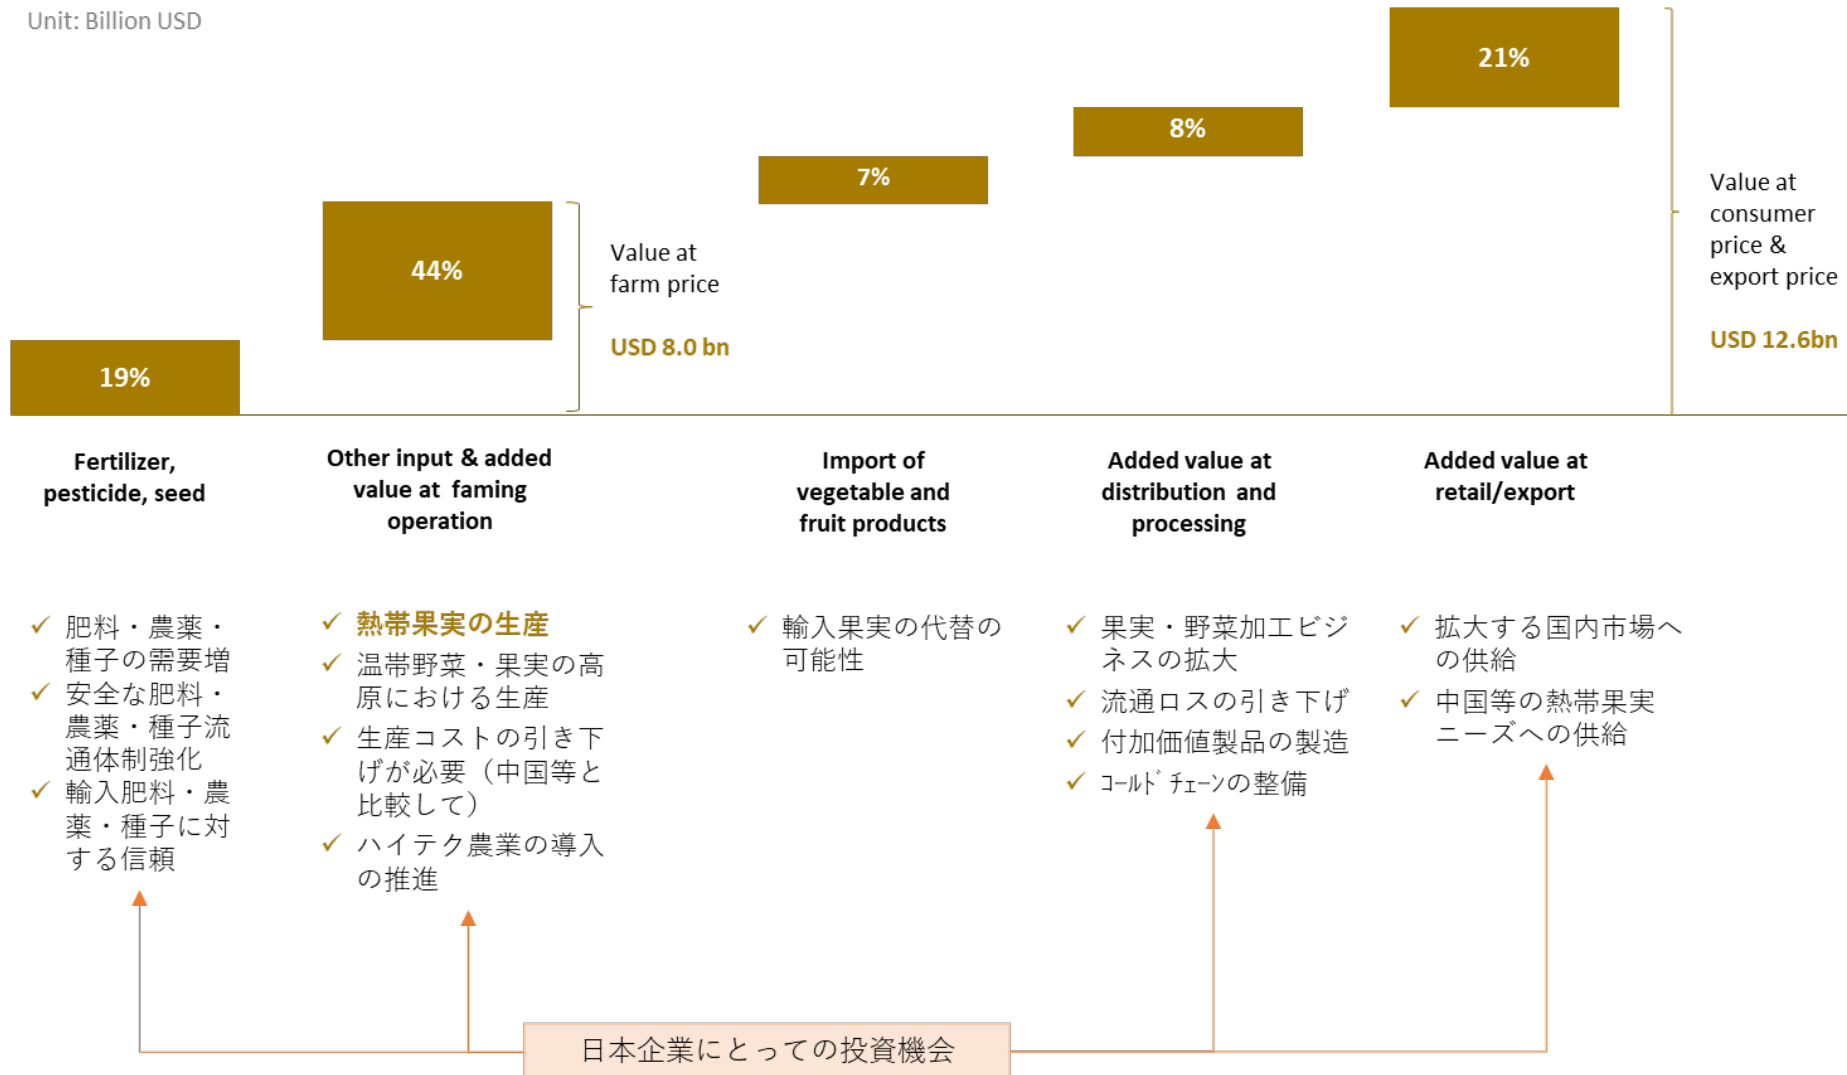 Unit: Billion USD
21%
8%
7%
44%
19%
Value at
farm price
USD 8.0 bn
Value at
consumer
price &
export price
USD 12.6bn
Fertilizer,
pesticide, seed
Other input & added
value at faming
operation
Import of
vegetable and
fruit products
Added value at
distribution and
processing
Added value at
retail/export
✓ 肥料・農薬・
種子の需要増
✓ 安全な肥料・
農薬・種子流
通体制強化
✓ 輸入肥料・農
薬・種子に対
する信頼
✓ 熱帯果実の生産
✓ 温帯野菜・果実の高
原における生産
✓ 生産コストの引き下
げが必要（中国等と
比較して）
✓ ハイテク農業の導入
の推進
✓ 輸入果実の代替の
可能性
✓ 果実・野菜加工ビジ
ネスの拡大
✓ 流通ロスの引き下げ
✓ 付加価値製品の製造
✓ ｺｰﾙﾄﾞﾁｪｰﾝの整備
✓ 拡大する国内市場へ
の供給
✓ 中国等の熱帯果実
ニーズへの供給
日本企業にとっての投資機会